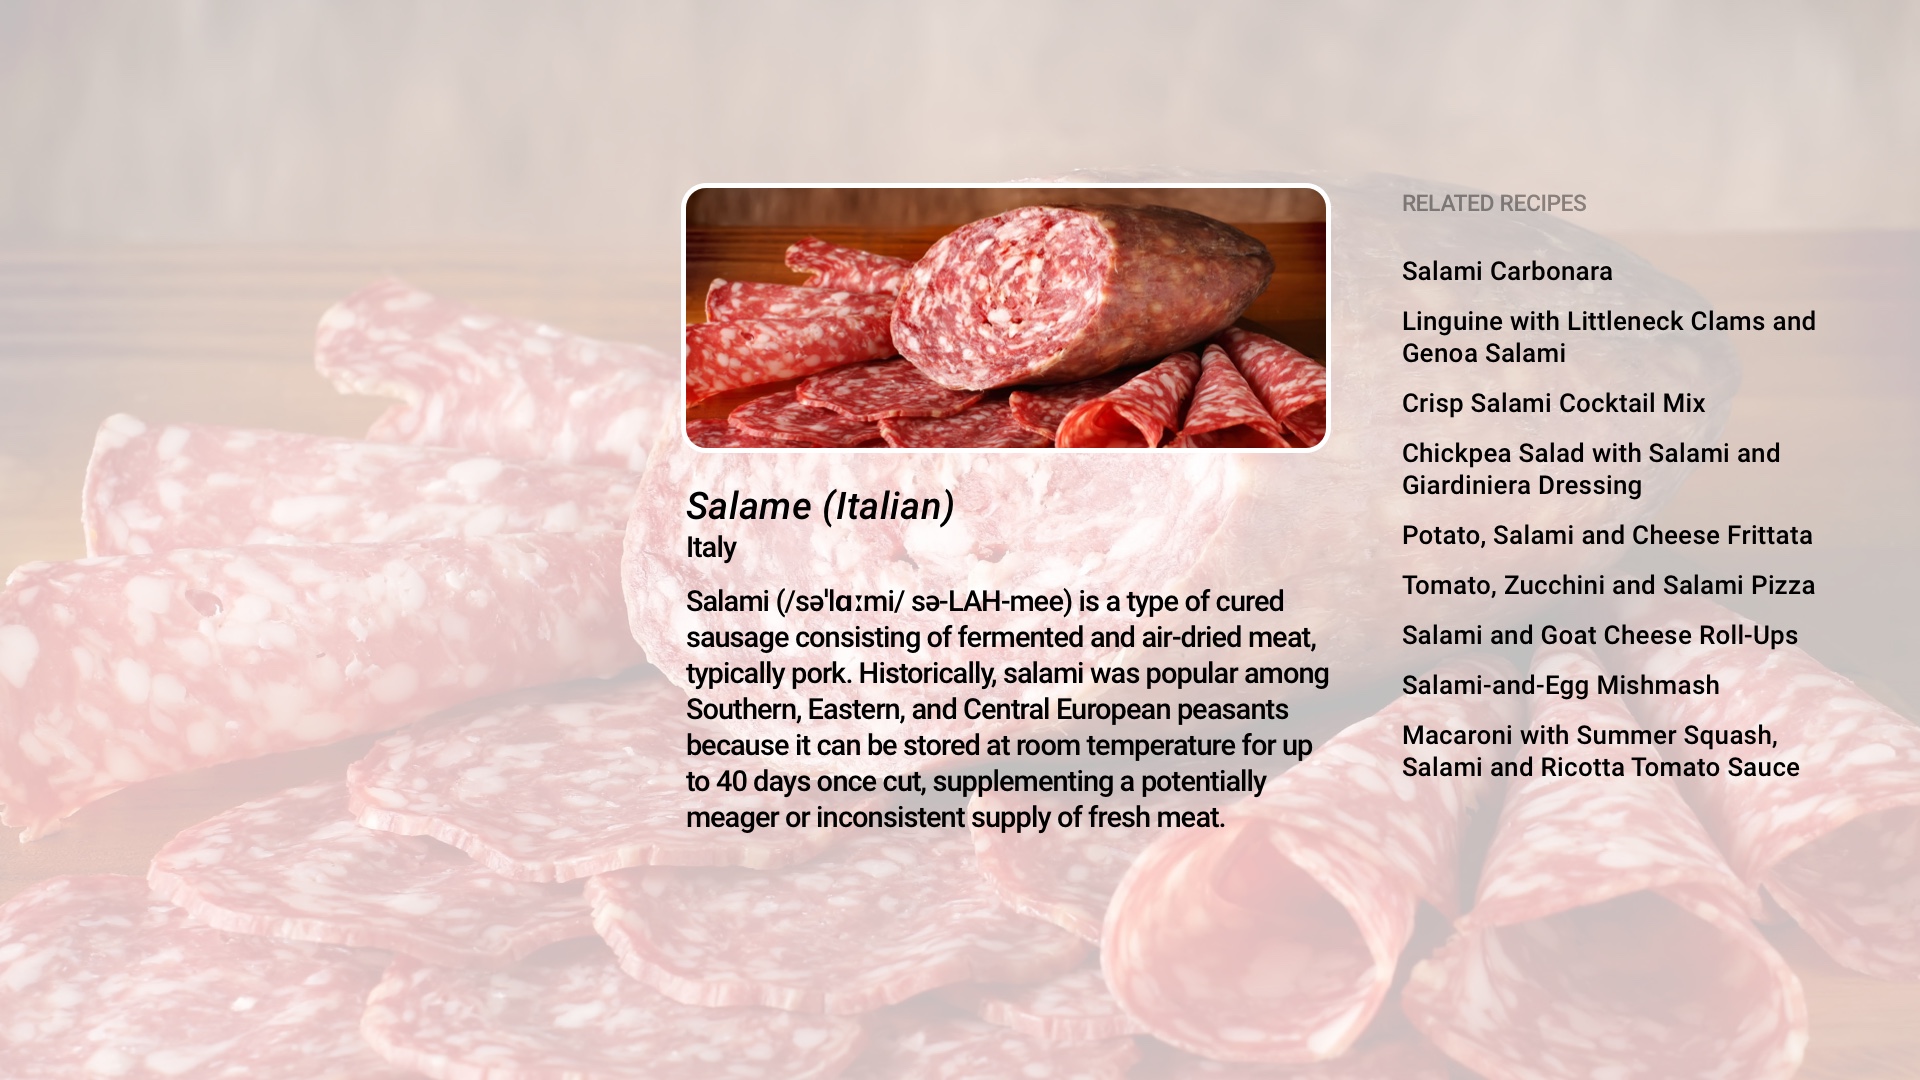 Salame (Italian)
Italy
Salami (/səˈlɑːmi/ sə-LAH-mee) is a type of cured
sausage consisting of fermented and air-dried meat,
typically pork. Historically, salami was popular among
Southern, Eastern, and Central European peasants
because it can be stored at room temperature for up
to 40 days once cut, supplementing a potentially
meager or inconsistent supply of fresh meat.
RELATED RECIPES
Salami Carbonara
Linguine with Littleneck Clams and
Genoa Salami
Crisp Salami Cocktail Mix
Chickpea Salad with Salami and
Giardiniera Dressing
Potato, Salami and Cheese Frittata
Tomato, Zucchini and Salami Pizza
Salami and Goat Cheese Roll-Ups
Salami-and-Egg Mishmash
Macaroni with Summer Squash,
Salami and Ricotta Tomato Sauce